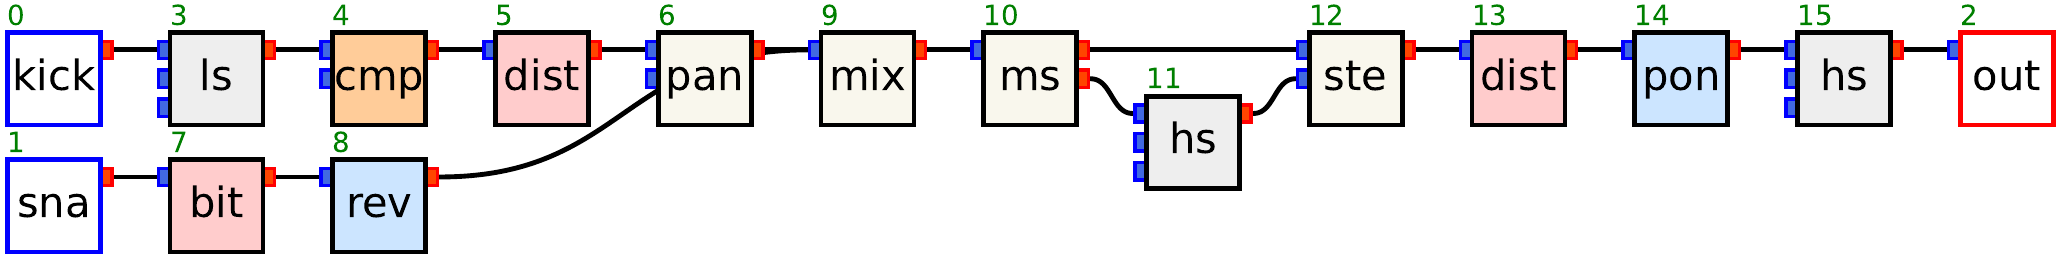 0 3 4 5 6 9 10 12 13 14 15 2
kick ls cmp dist pan mix ms ste dist pon hs out
11
hs
1 7 8
sna bit rev